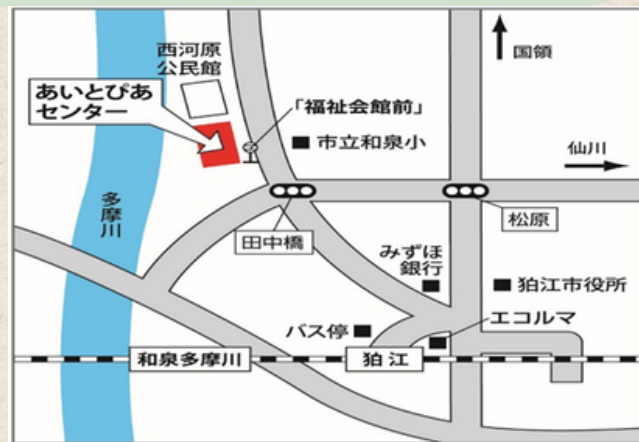 国領
西河原
公民館
あいとぴあ
センター
「福祉会館前」
市立和泉小
仙川
多摩川
田中橋
松原
みずほ
銀行
狛江市役所
バス停
エコルマ
和泉多摩川
狛江